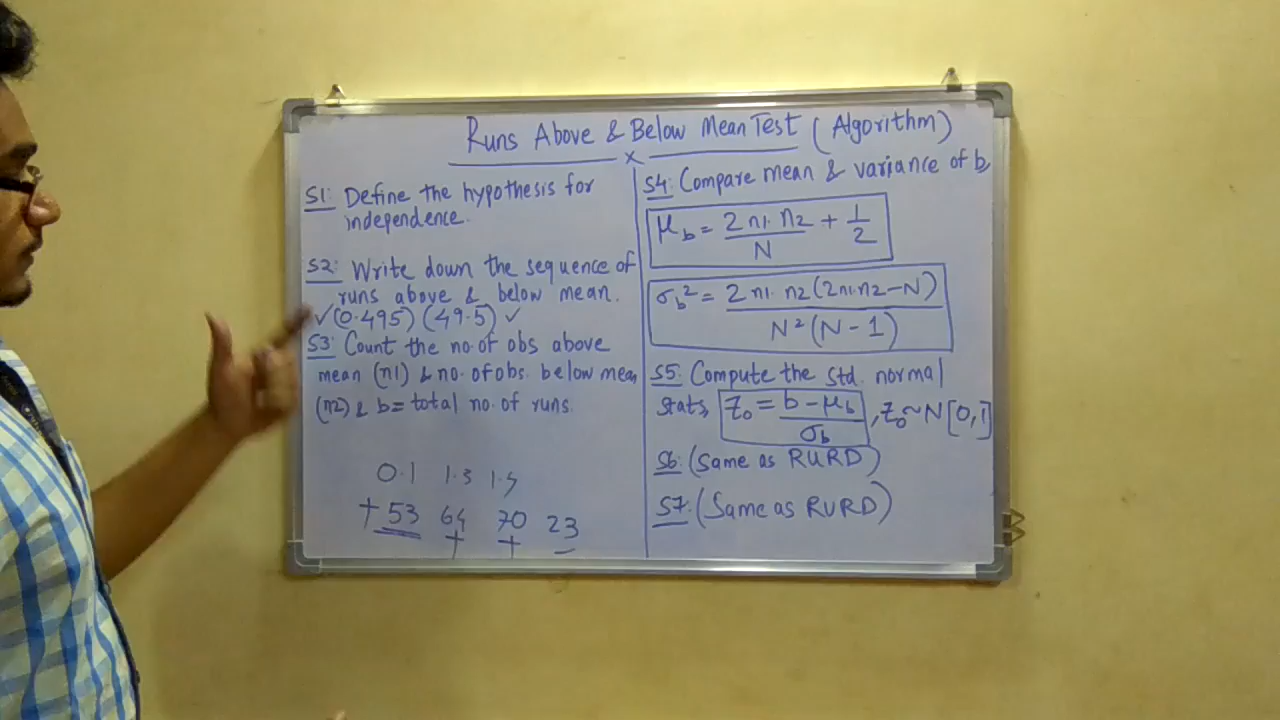 Runs Above & Below Mean Test (Algorithm)
x
S1: Define the hypothesis for
independence.
S2: Write down the sequence of
runs above & below mean.
✓(0.495) (49.5) ✓
S3: Count the no. of obs above
mean (n1) & no. of obs. below mean
(n2) & b = total no. of runs.
0.1 1.3 1.5
+ 53 64 70 23
+ + –
S4: Compare mean & variance of b,
μb = 2 n1. n2 / N + 1/2
σb² = 2 n1. n2 (2n1.n2 – N) / N² (N – 1)
S5: Compute the std. normal
stats, Z₀ = b – μb / σb , Z₀ ~ N [0,1]
S6: (Same as RURD)
S7: (Same as RURD)